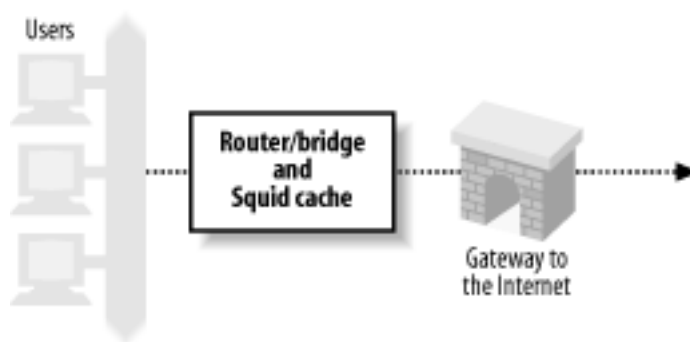 Users
Router/bridge
and
Squid cache
Gateway to
the Internet